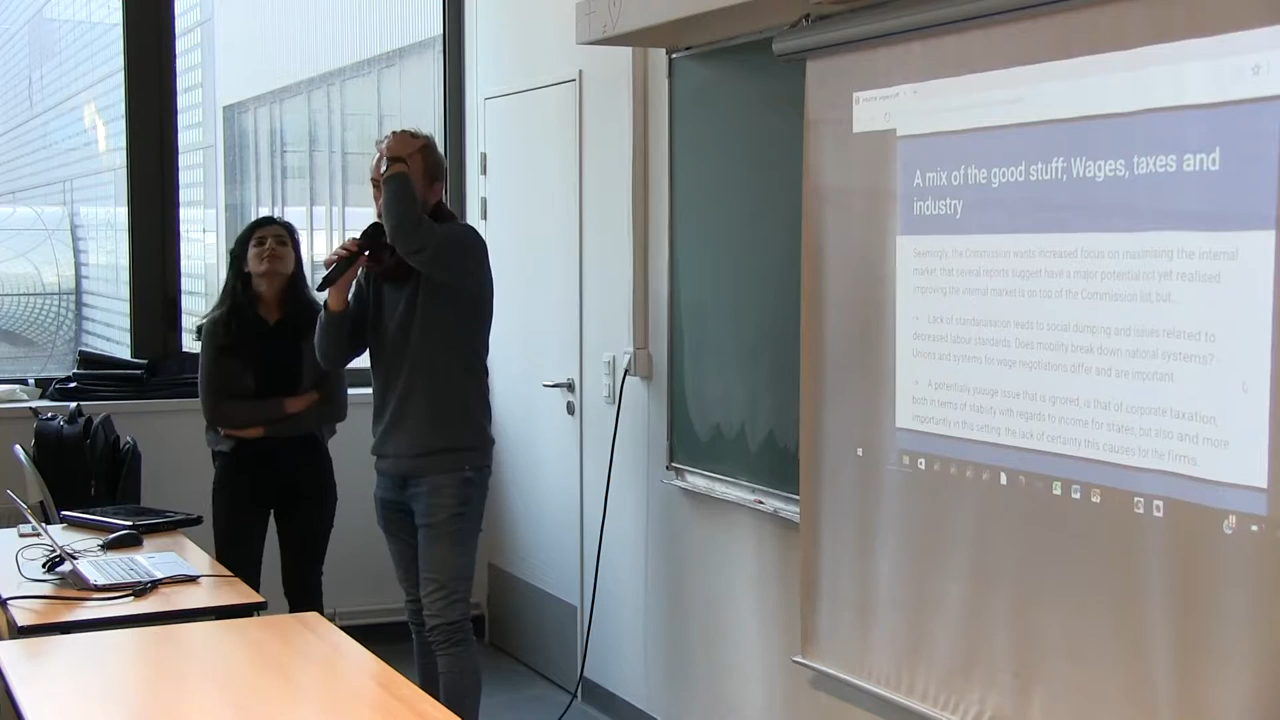 A mix of the good stuff; Wages, taxes and
industry
Seemingly, the Commission wants increased focus on maximising the internal
market, that several reports suggest have a major potential not yet realised
Improving the internal market is on top of the Commission list, but...
Lack of standardisation leads to social dumping and issues related to
decreased labour standards. Does mobility break down national systems?
Unions and systems for wage negotiations differ and are important.
A potentially yuuuge issue that is ignored, is that of corporate taxation,
both in terms of stability with regards to income for states, but also and more
importantly in this setting: the lack of certainty this causes for the firms.